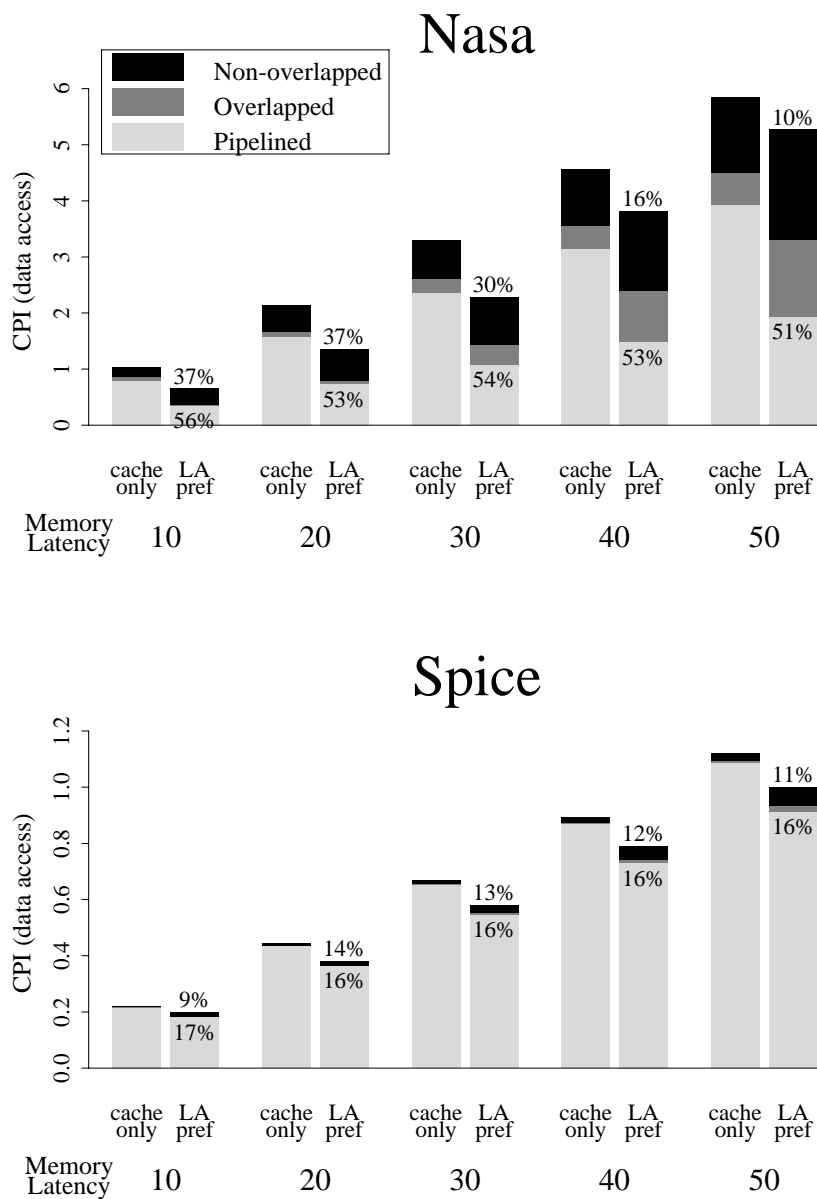 Nasa
Non-overlapped
Overlapped
Pipelined
CPI (data access)
0 1 2 3 4 5 6
37% 37% 30% 16% 10%
56% 53% 54% 53% 51%
cache only LA pref cache only LA pref cache only LA pref cache only LA pref cache only LA pref
Memory Latency 10 20 30 40 50
Spice
CPI (data access)
0.0 0.2 0.4 0.6 0.8 1.0 1.2
9% 14% 13% 12% 11%
17% 16% 16% 16% 16%
cache only LA pref cache only LA pref cache only LA pref cache only LA pref cache only LA pref
Memory Latency 10 20 30 40 50